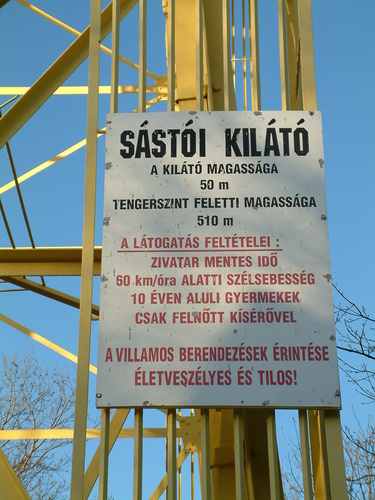 SÁSTÓI KILÁTÓ
A KILÁTÓ MAGASSÁGA
50 m
TENGERSZINT FELETTI MAGASSÁGA
510 m
A LÁTOGATÁS FELTÉTELEI :
ZIVATAR MENTES IDŐ
60 km/óra ALATTI SZÉLSEBESSÉG
10 ÉVEN ALULI GYERMEKEK
CSAK FELNŐTT KÍSÉRŐVEL
A VILLAMOS BERENDEZÉSEK ÉRINTÉSE
ÉLETVESZÉLYES ÉS TILOS!